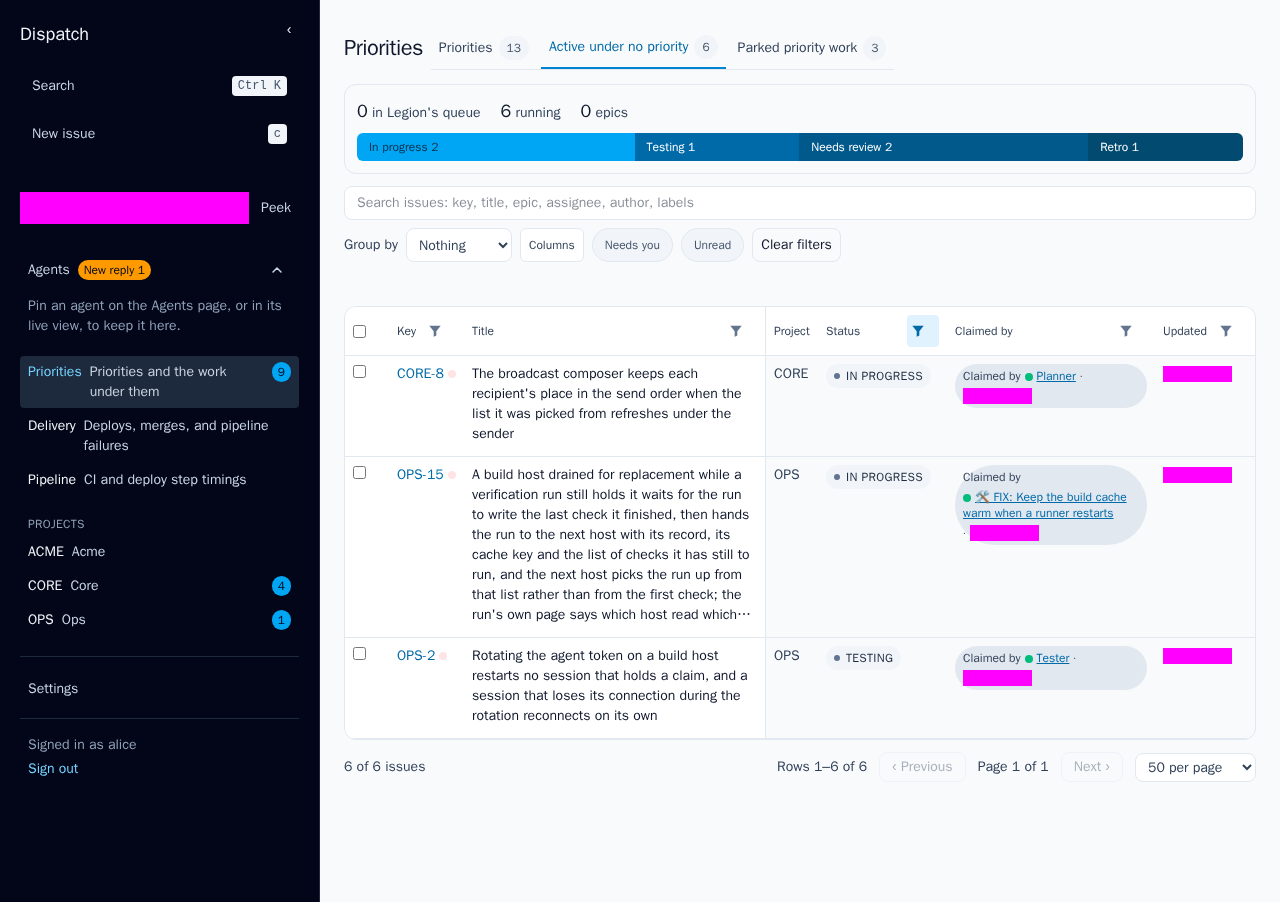 Dispatch
‹
Search
Ctrl K
New issue
C
Peek
Agents
New reply 1
Pin an agent on the Agents page, or in its
live view, to keep it here.
Priorities
Priorities and the work
under them
9
Delivery
Deploys, merges, and pipeline
failures
Pipeline
CI and deploy step timings
PROJECTS
ACME Acme
CORE Core
4
OPS Ops
1
Settings
Signed in as alice
Sign out
Priorities
Priorities 13
Active under no priority 6
Parked priority work 3
0 in Legion's queue
6 running
0 epics
In progress 2
Testing 1
Needs review 2
Retro 1
Search issues: key, title, epic, assignee, author, labels
Group by
Nothing
Columns
Needs you
Unread
Clear filters
Key
Title
Project
Status
Claimed by
Updated
CORE-8
The broadcast composer keeps each
recipient's place in the send order when the
list it was picked from refreshes under the
sender
CORE
IN PROGRESS
Claimed by Planner ·
OPS-15
A build host drained for replacement while a
verification run still holds it waits for the run
to write the last check it finished, then hands
the run to the next host with its record, its
cache key and the list of checks it has still to
run, and the next host picks the run up from
that list rather than from the first check; the
run's own page says which host read which…
OPS
IN PROGRESS
Claimed by
🛠️ FIX: Keep the build cache
warm when a runner restarts
·
OPS-2
Rotating the agent token on a build host
restarts no session that holds a claim, and a
session that loses its connection during the
rotation reconnects on its own
OPS
TESTING
Claimed by Tester ·
6 of 6 issues
Rows 1–6 of 6
‹ Previous
Page 1 of 1
Next ›
50 per page